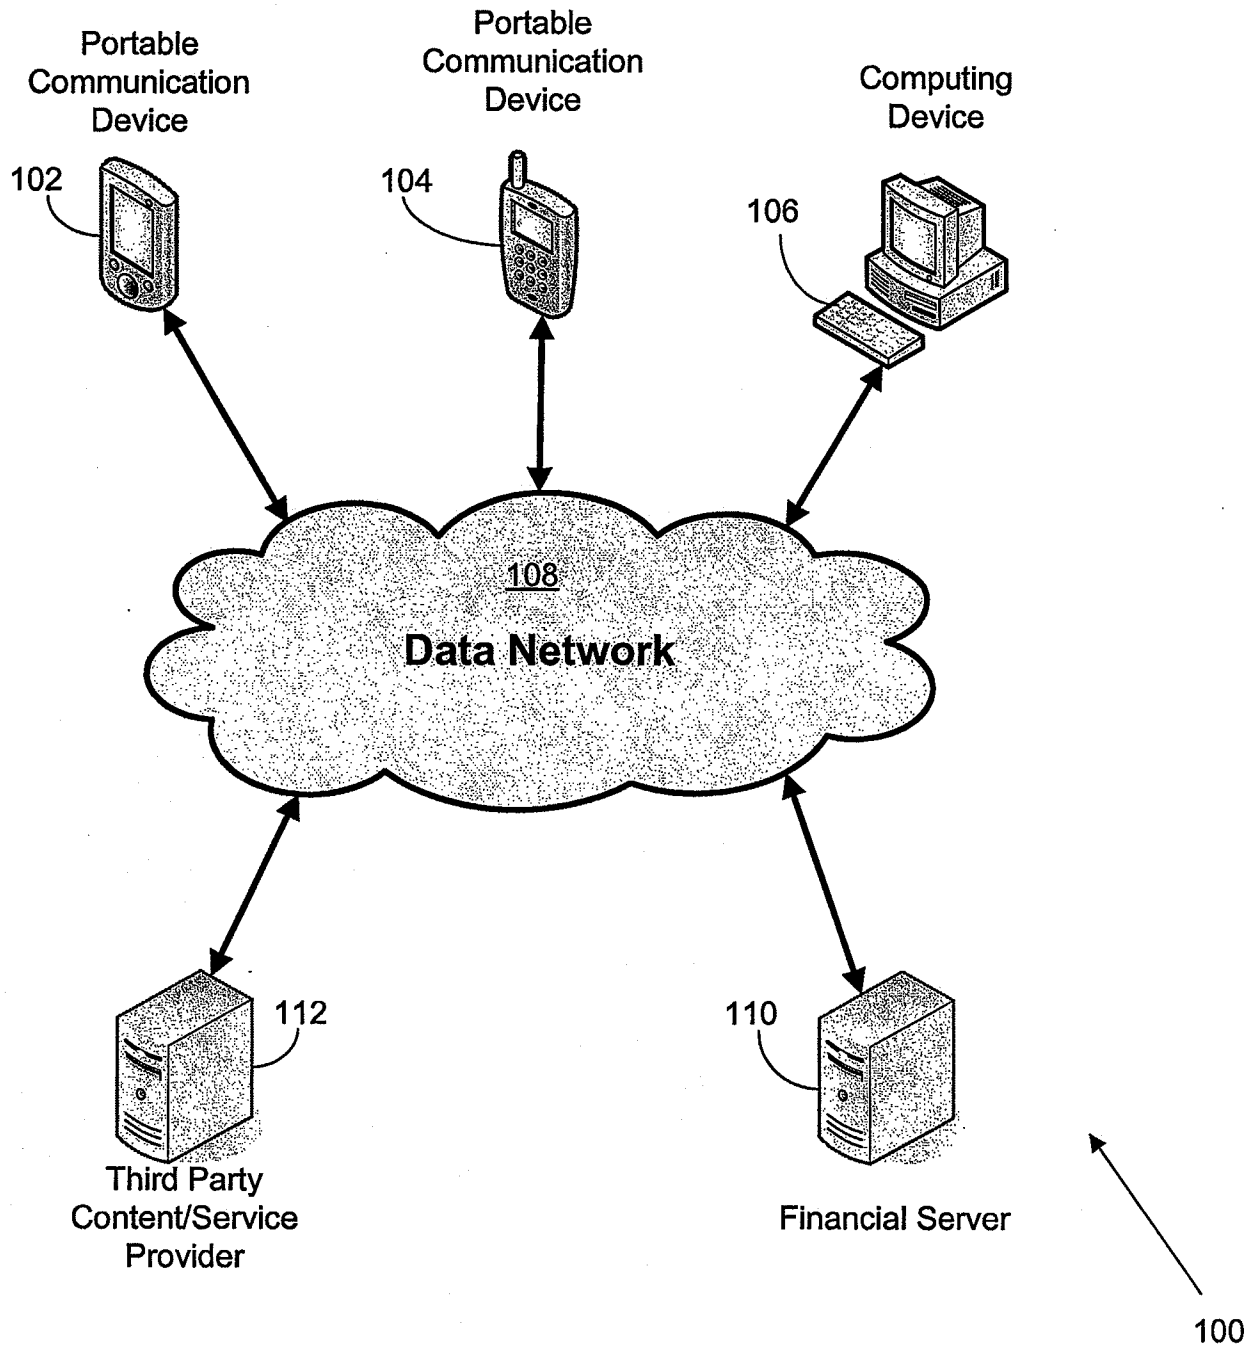 Portable
Communication
Device
Portable
Communication
Device
Computing
Device
102
104
106
108
Data Network
112
110
Third Party
Content/Service
Provider
Financial Server
100